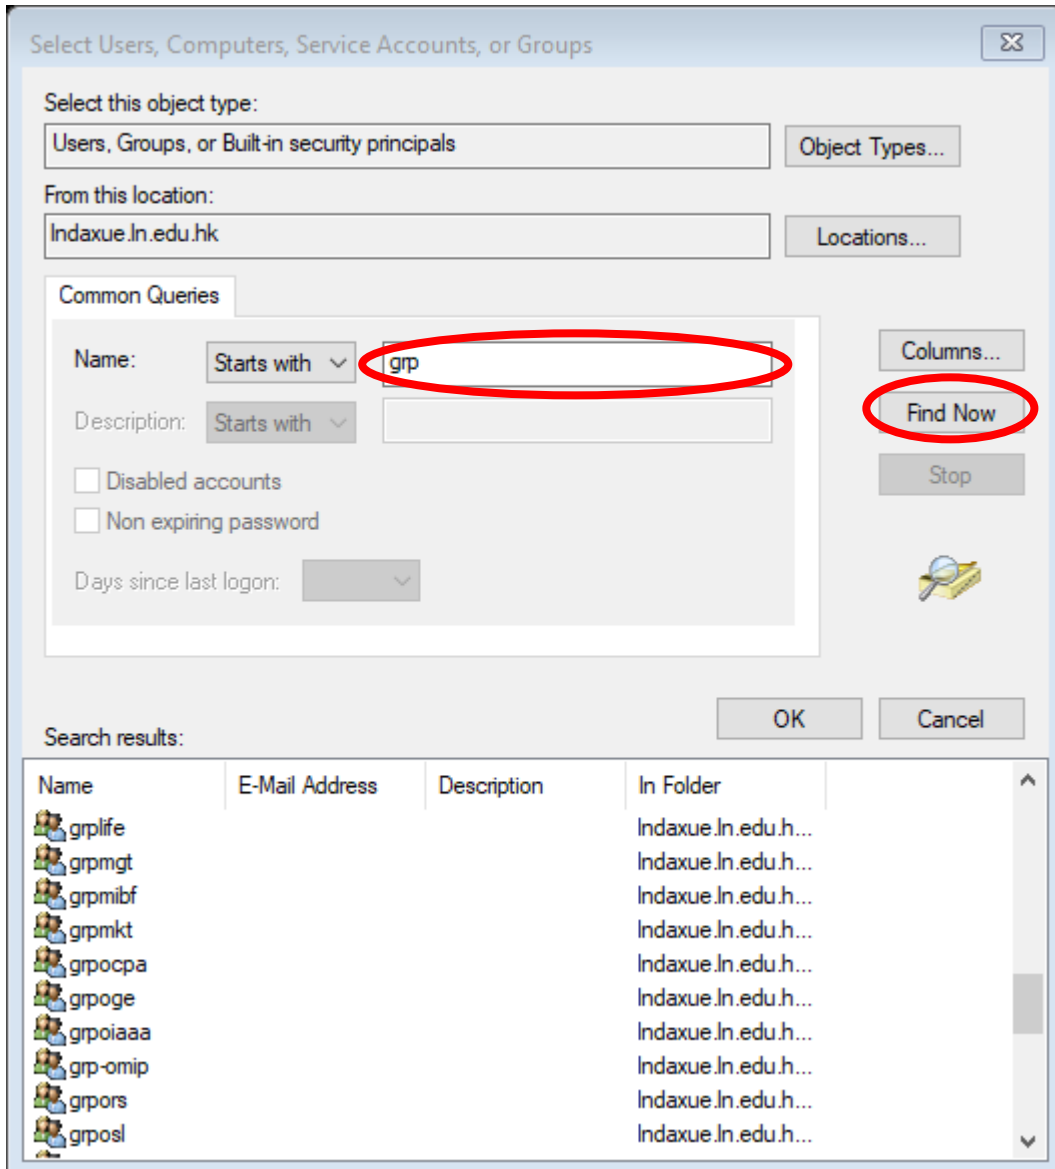 Select Users, Computers, Service Accounts, or Groups
Select this object type:
Users, Groups, or Built-in security principals
Object Types...
From this location:
lndaxue.ln.edu.hk
Locations...
Common Queries
Name: Starts with grp
Columns...
Description: Starts with
Find Now
Disabled accounts
Stop
Non expiring password
Days since last logon:
OK Cancel
Search results:
Name E-Mail Address Description In Folder
grplife lndaxue.ln.edu.h...
grpmgt lndaxue.ln.edu.h...
grpmibf lndaxue.ln.edu.h...
grpmkt lndaxue.ln.edu.h...
grpocpa lndaxue.ln.edu.h...
grpoge lndaxue.ln.edu.h...
grpoiaaa lndaxue.ln.edu.h...
grp-omip lndaxue.ln.edu.h...
grpors lndaxue.ln.edu.h...
grposl lndaxue.ln.edu.h...